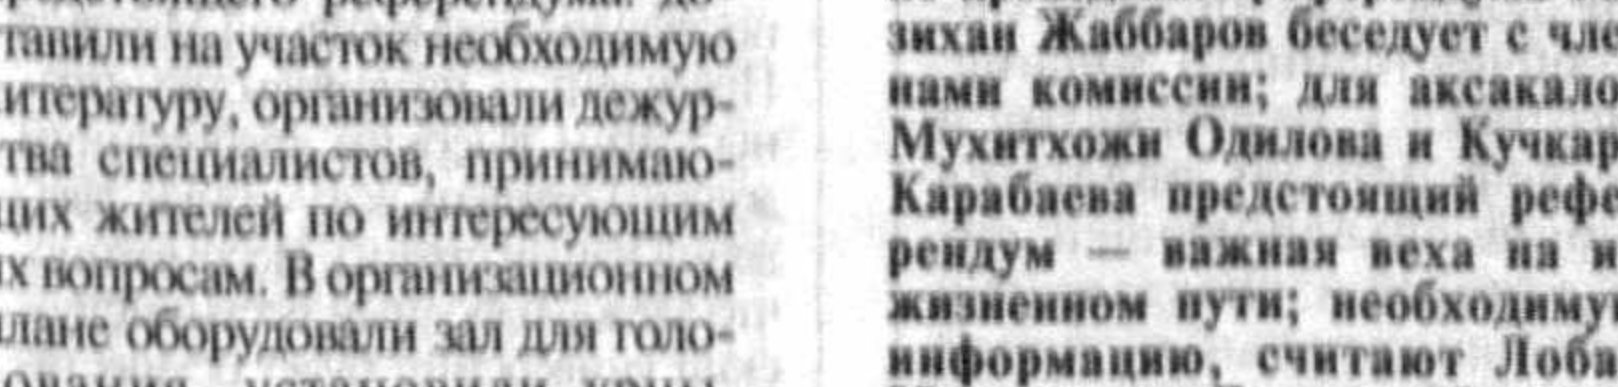 тавили на участок необходимую
итературу, организовали дежур-
тва специалистов, принимаю-
щих жителей по интересующим
х вопросам. В организационном
лане оборудовали зал для голо-
зихан Жаббаров беседует с чле
нами комиссии; для аксакало
Мухитхожи Одилова и Кучкар
Карабаева предстоящий рефе
рендум — важная веха на и
жизненном пути; необходиму
информацию, считают Лоба